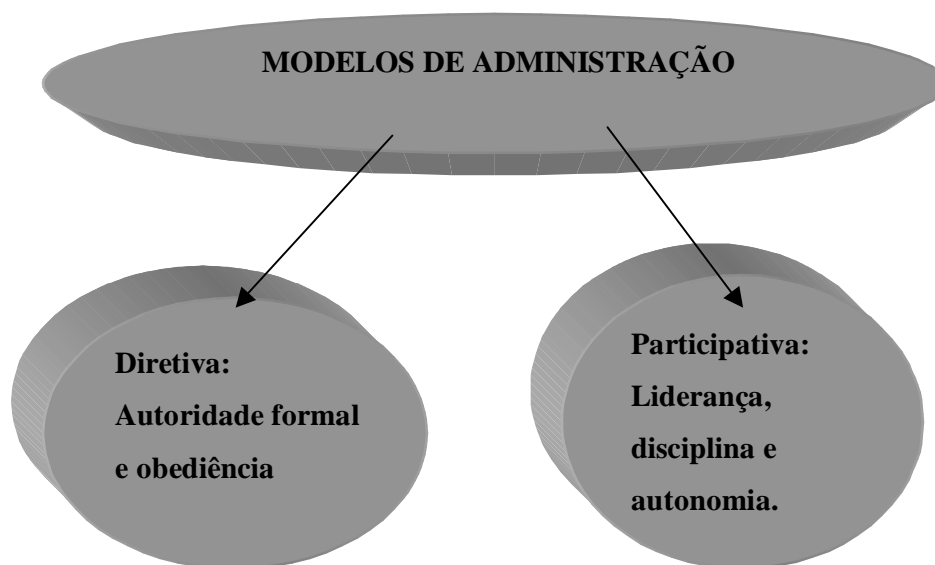 MODELOS DE ADMINISTRAÇÃO
Diretiva:
Autoridade formal
e obediência
Participativa:
Liderança,
disciplina e
autonomia.